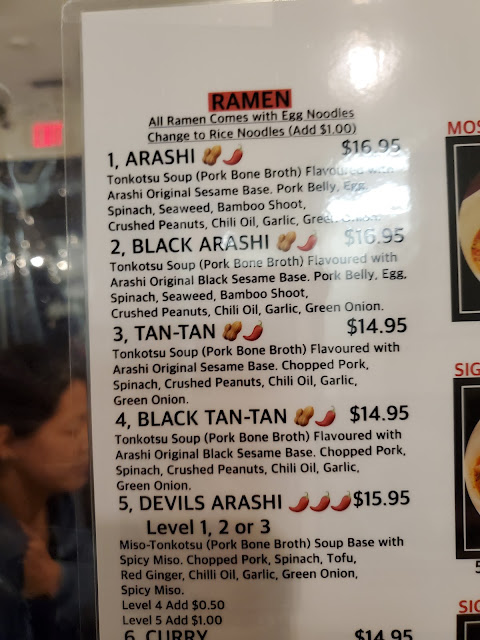 RAMEN
All Ramen Comes with Egg Noodles
Change to Rice Noodles (Add $1.00)
1, ARASHI $16.95
Tonkotsu Soup (Pork Bone Broth) Flavoured with
Arashi Original Sesame Base. Pork Belly, Egg,
Spinach, Seaweed, Bamboo Shoot,
Crushed Peanuts, Chili Oil, Garlic, Green Onion.
2, BLACK ARASHI $16.95
Tonkotsu Soup (Pork Bone Broth) Flavoured with
Arashi Original Black Sesame Base. Pork Belly, Egg,
Spinach, Seaweed, Bamboo Shoot,
Crushed Peanuts, Chili Oil, Garlic, Green Onion.
3, TAN-TAN $14.95
Tonkotsu Soup (Pork Bone Broth) Flavoured with
Arashi Original Sesame Base. Chopped Pork,
Spinach, Crushed Peanuts, Chili Oil, Garlic,
Green Onion.
4, BLACK TAN-TAN $14.95
Tonkotsu Soup (Pork Bone Broth) Flavoured with
Arashi Original Black Sesame Base. Chopped Pork,
Spinach, Crushed Peanuts, Chili Oil, Garlic,
Green Onion.
5, DEVILS ARASHI $15.95
Level 1, 2 or 3
Miso-Tonkotsu (Pork Bone Broth) Soup Base with
Spicy Miso. Chopped Pork, Spinach, Tofu,
Red Ginger, Chilli Oil, Garlic, Green Onion,
Spicy Miso.
Level 4 Add $0.50
Level 5 Add $1.00
6, CURRY $14.95
MOS
SIG
5
SIG